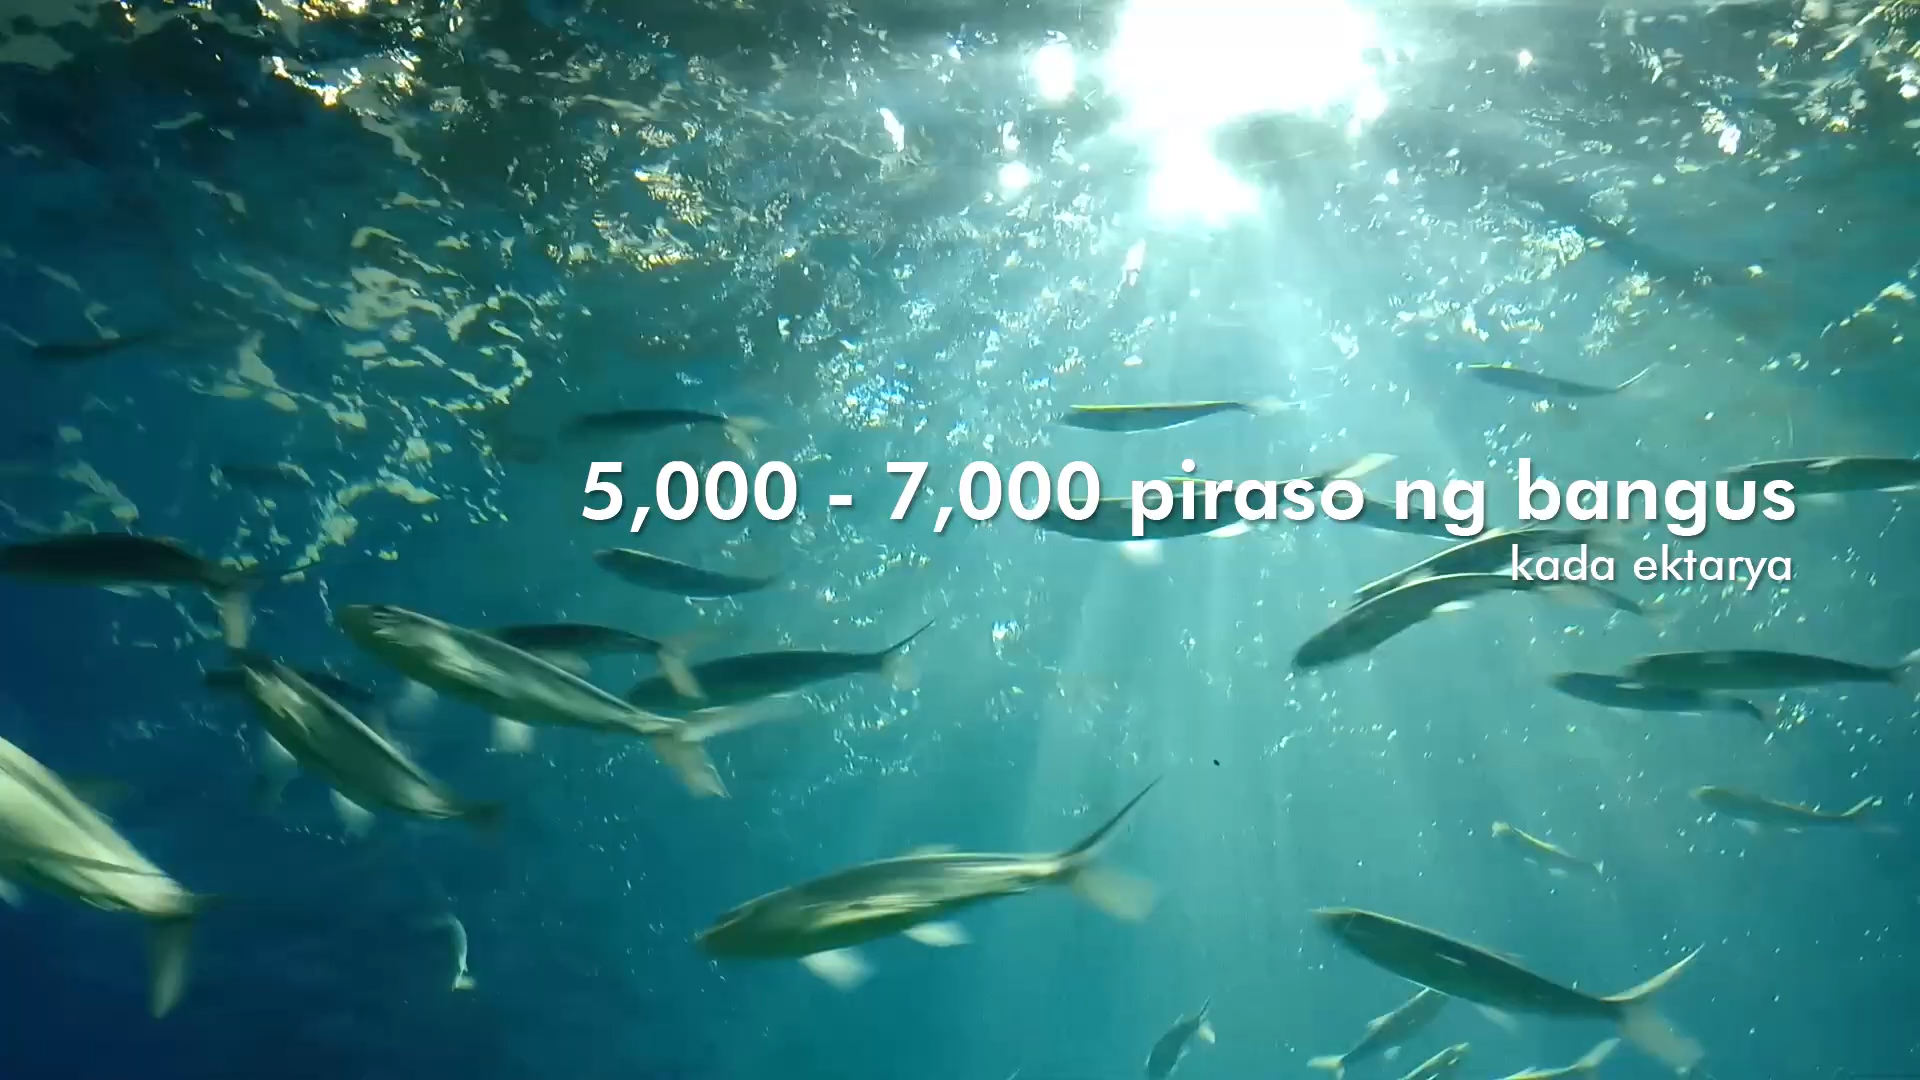 5,000 - 7,000 piraso ng bangus
kada ektarya